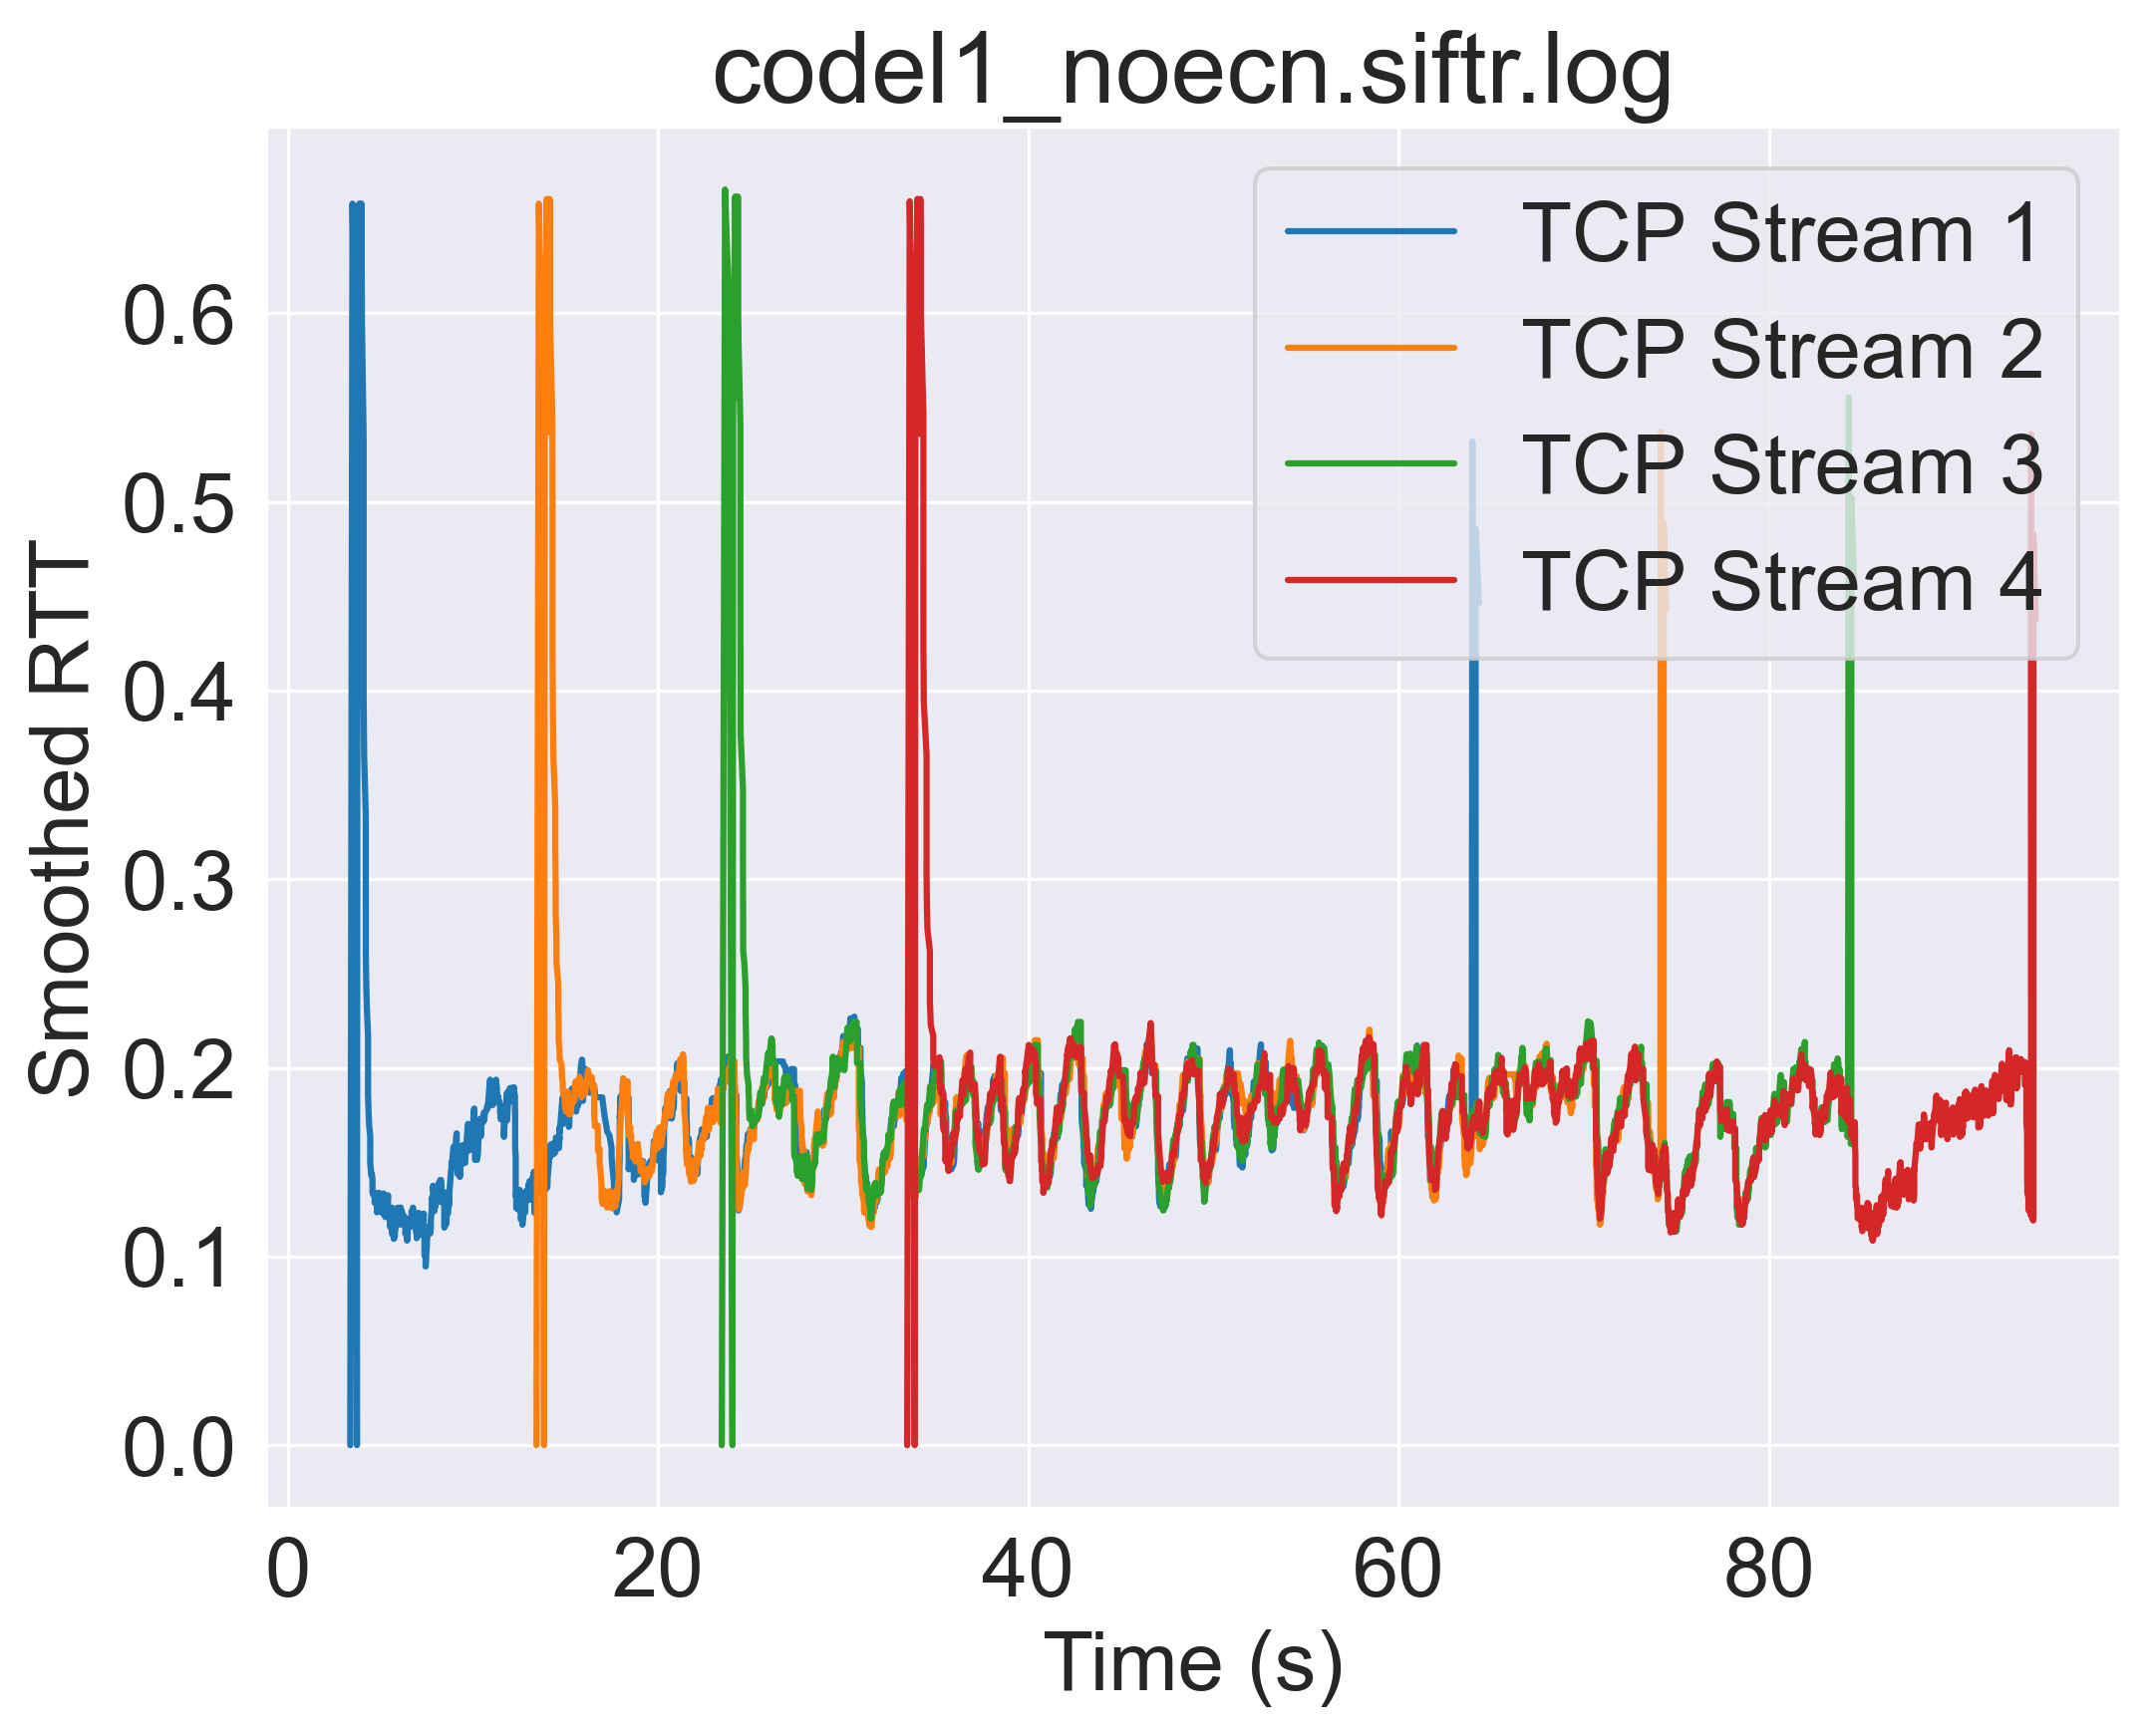 codel1_noecn.siftr.log
TCP Stream 1
TCP Stream 2
TCP Stream 3
TCP Stream 4
Smoothed RTT
0.6
0.5
0.4
0.3
0.2
0.1
0.0
0 20 40 60 80
Time (s)